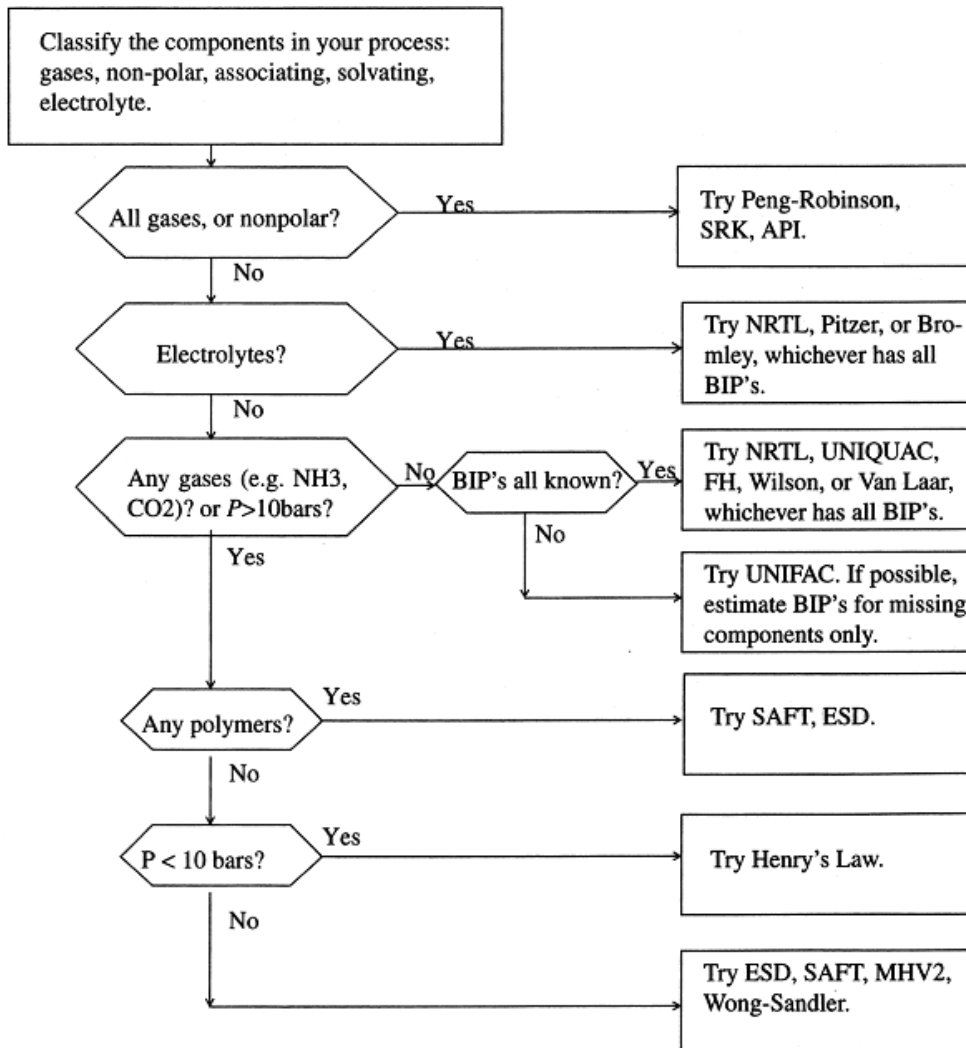 Classify the components in your process:
gases, non-polar, associating, solvating,
electrolyte.
All gases, or nonpolar?
Yes
Try Peng-Robinson,
SRK, API.
No
Electrolytes?
Yes
Try NRTL, Pitzer, or Bro-
mley, whichever has all
BIP's.
No
Any gases (e.g. NH3,
CO2)? or P>10bars?
No
BIP's all known?
Yes
Try NRTL, UNIQUAC,
FH, Wilson, or Van Laar,
whichever has all BIP's.
No
Try UNIFAC. If possible,
estimate BIP's for missing
components only.
Yes
Any polymers?
Yes
Try SAFT, ESD.
No
P < 10 bars?
Yes
Try Henry's Law.
No
Try ESD, SAFT, MHV2,
Wong-Sandler.